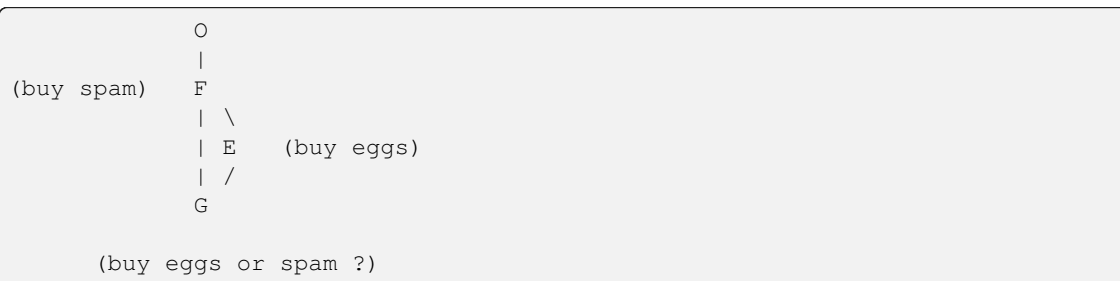 O
|
(buy spam) F
| \
| E (buy eggs)
| /
G
(buy eggs or spam ?)